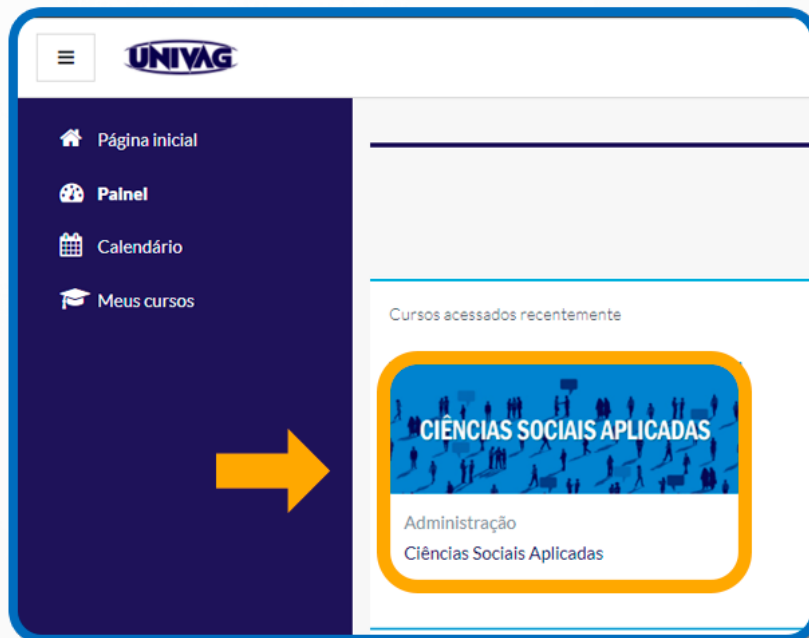 UNIVAG
Página inicial
Painel
Calendário
Meus cursos
Cursos acessados recentemente
CIÊNCIAS SOCIAIS APLICADAS
Administração
Ciências Sociais Aplicadas